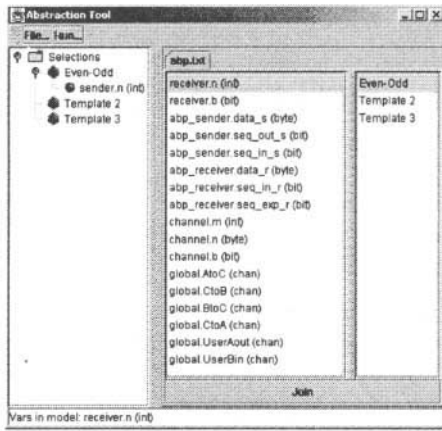 Abstraction Tool
File... Join...
Selections
Even-Odd
sender.n (int)
Template 2
Template 3
abp.txt
receiver.n (int)
receiver.b (bit)
abp_sender.data_s (byte)
abp_sender.seq_out_s (bit)
abp_sender.seq_in_s (bit)
abp_receiver.data_r (byte)
abp_receiver.seq_in_r (bit)
abp_receiver.seq_exp_r (bit)
channel.m (int)
channel.n (byte)
channel.b (bit)
global.AtoC (chan)
global.CtoB (chan)
global.BtoC (chan)
global.CtoA (chan)
global.UserAout (chan)
global.UserBin (chan)
Even-Odd
Template 2
Template 3
Join
Vars in model: receiver.n (int)